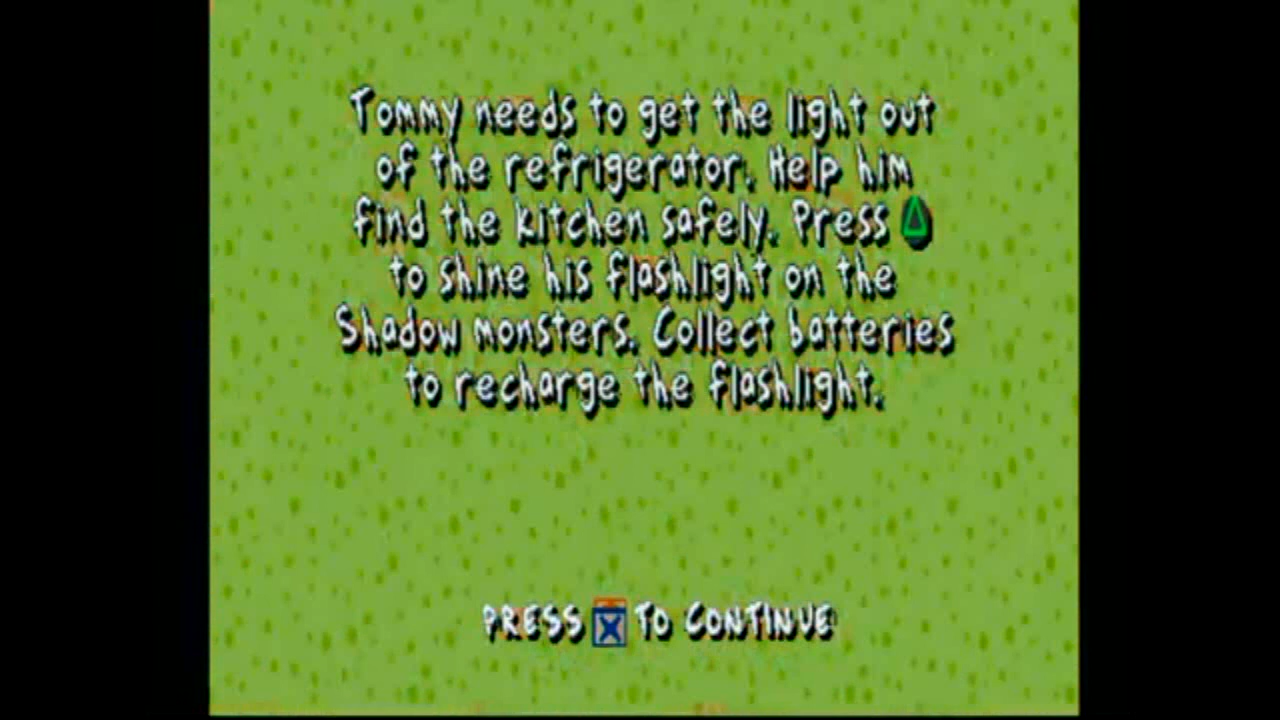 Tommy needs to get the light out
of the refrigerator. Help him
find the kitchen safely. Press △
to shine his flashlight on the
Shadow monsters. Collect batteries
to recharge the flashlight.
PRESS X TO CONTINUE